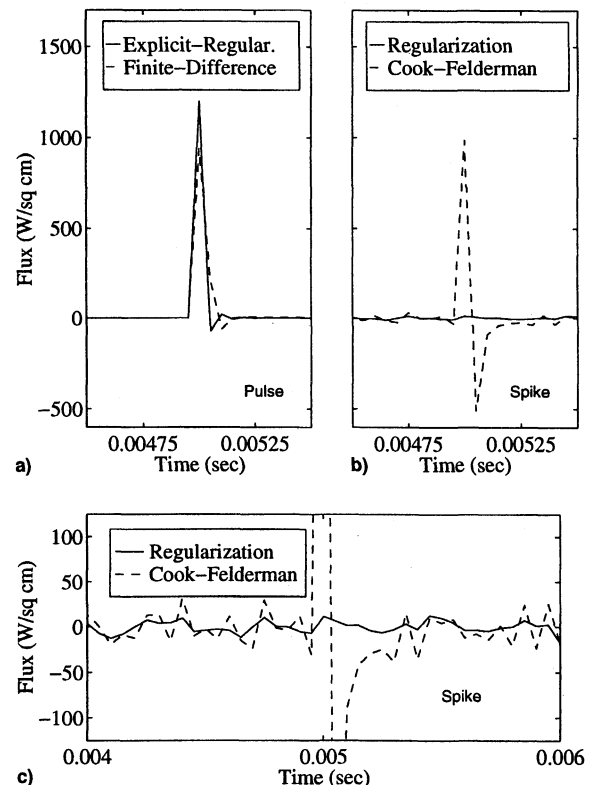 1500
1000
500
0
−500
Flux (W/sq cm)
Explicit−Regular.
Finite−Difference
Pulse
0.00475 0.00525
Time (sec)
a)
Regularization
Cook−Felderman
Spike
0.00475 0.00525
Time (sec)
b)
100
50
0
−50
−100
Flux (W/sq cm)
Regularization
Cook−Felderman
Spike
0.004 0.005 0.006
Time (sec)
c)